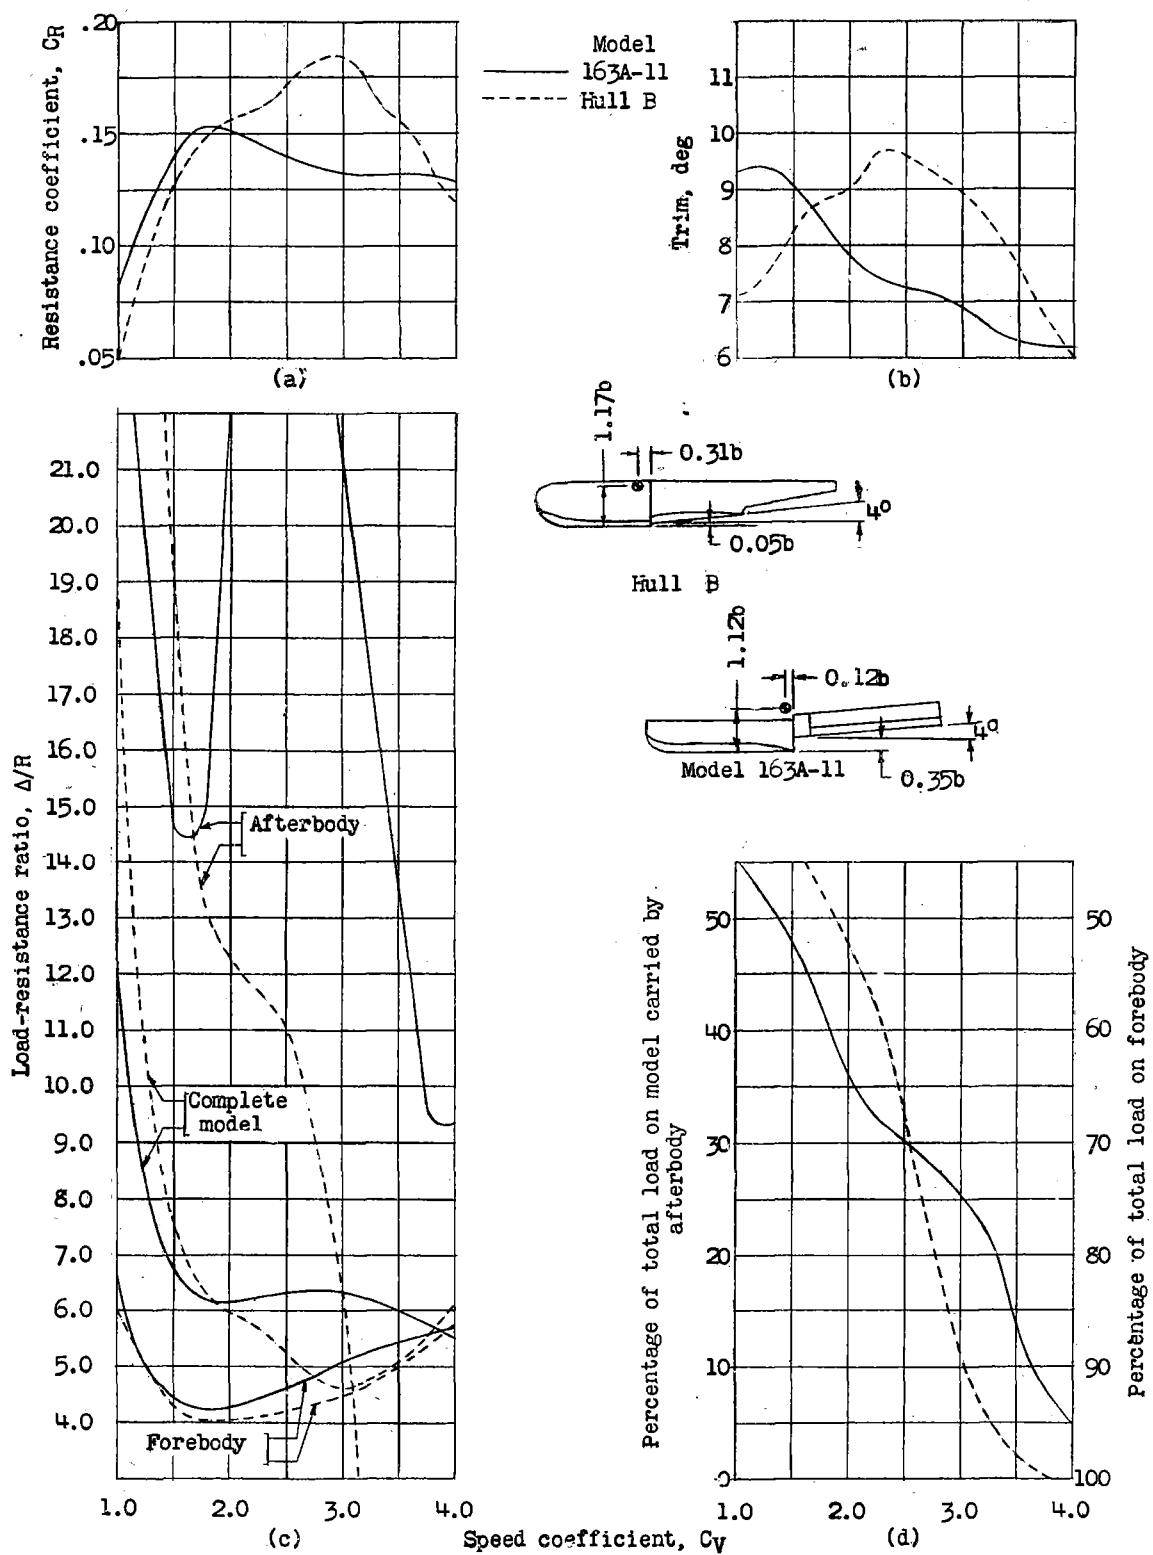 Resistance coefficient, CR
.20
.15
.10
.05
(a)
Model
163A-11
Hull B
Trim, deg
11
10
9
8
7
6
(b)
1.17b
0.31b
4°
0.05b
Hull B
1.12b
0.12b
4°
0.35b
Model 163A-11
Load-resistance ratio, Δ/R
21.0
20.0
19.0
18.0
17.0
16.0
15.0
14.0
13.0
12.0
11.0
10.0
9.0
8.0
7.0
6.0
5.0
4.0
Afterbody
Complete
model
Forebody
1.0 2.0 3.0 4.0
(c)
Speed coefficient, CV
Percentage of total load on model carried by
afterbody
50
40
30
20
10
0
50
60
70
80
90
100
Percentage of total load on forebody
1.0 2.0 3.0 4.0
(d)